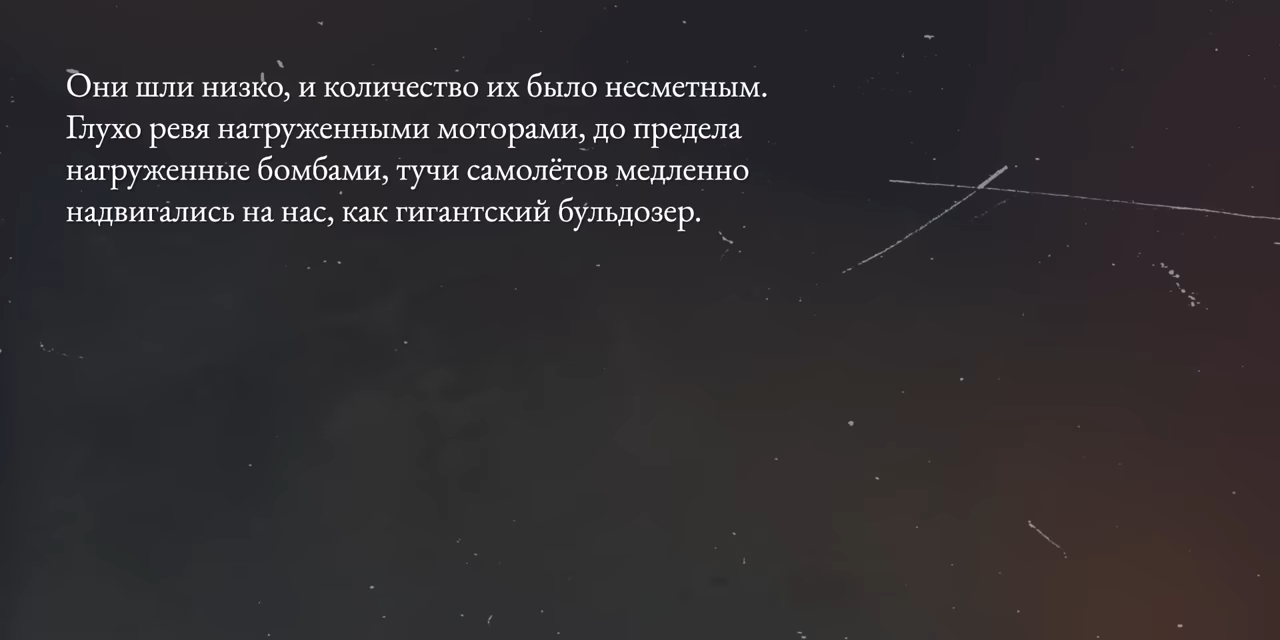 Они шли низко, и количество их было несметным.
Глухо ревя натруженными моторами, до предела
нагруженные бомбами, тучи самолётов медленно
надвигались на нас, как гигантский бульдозер.